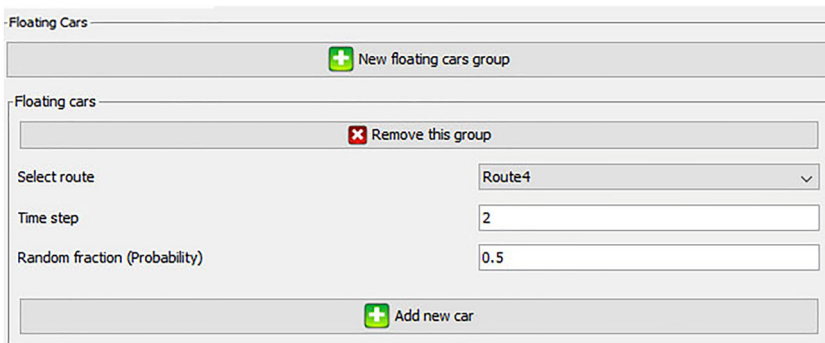 Floating Cars
New floating cars group
Floating cars
Remove this group
Select route Route4
Time step 2
Random fraction (Probability) 0.5
Add new car